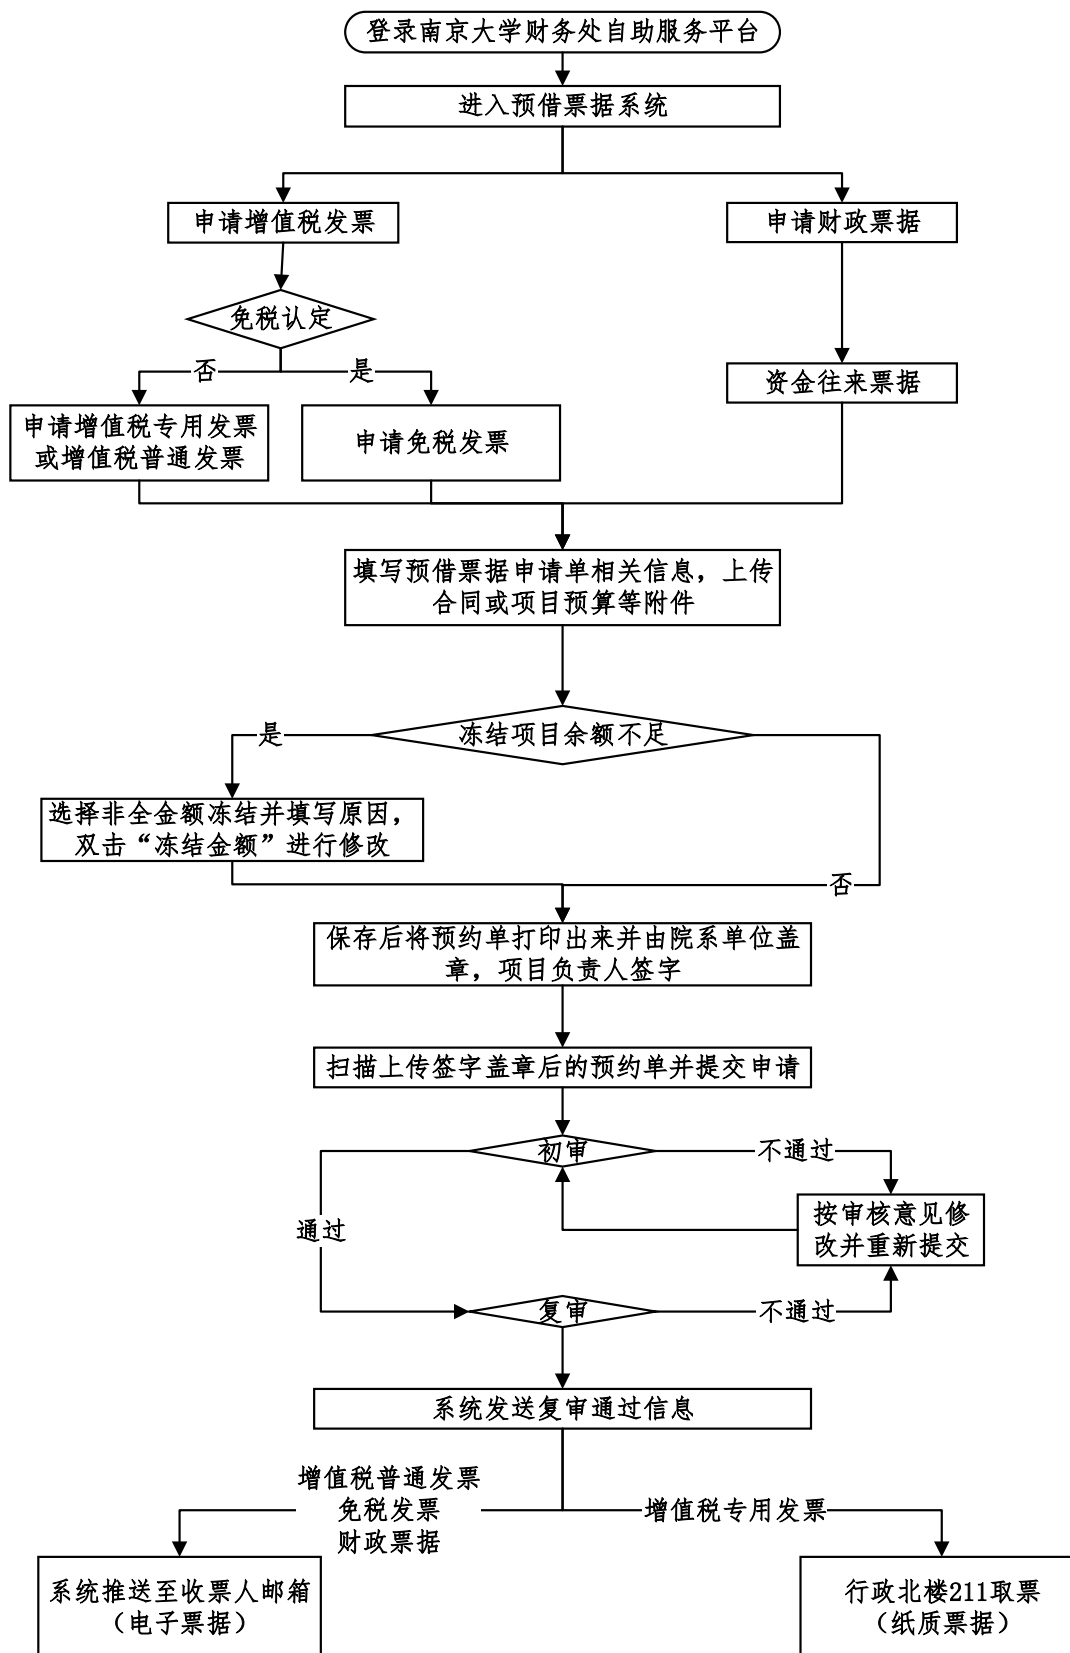 登录南京大学财务处自助服务平台
进入预借票据系统
申请增值税发票
申请财政票据
免税认定
否
是
资金往来票据
申请增值税专用发票
或增值税普通发票
申请免税发票
填写预借票据申请单相关信息，上传
合同或项目预算等附件
冻结项目余额不足
是
选择非全金额冻结并填写原因，
双击“冻结金额”进行修改
否
保存后将预约单打印出来并由院系单位盖
章，项目负责人签字
扫描上传签字盖章后的预约单并提交申请
初审
不通过
通过
按审核意见修
改并重新提交
复审
不通过
系统发送复审通过信息
增值税普通发票
免税发票
财政票据
增值税专用发票
系统推送至收票人邮箱
（电子票据）
行政北楼211取票
（纸质票据）